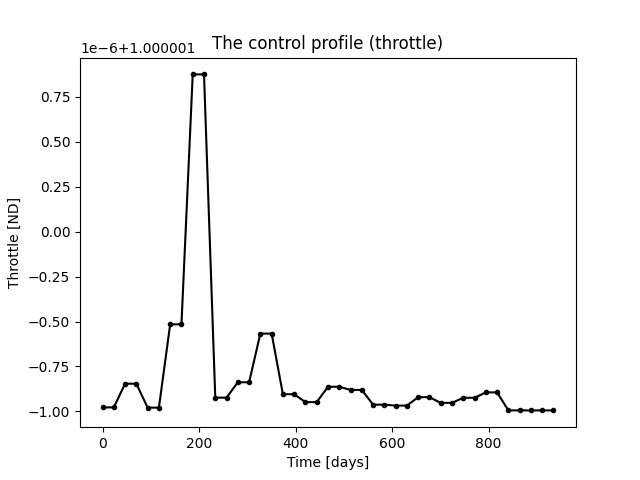 The control profile (throttle)
1e−6+1.000001
0.75
0.50
0.25
0.00
−0.25
−0.50
−0.75
−1.00
Throttle [ND]
0 200 400 600 800
Time [days]